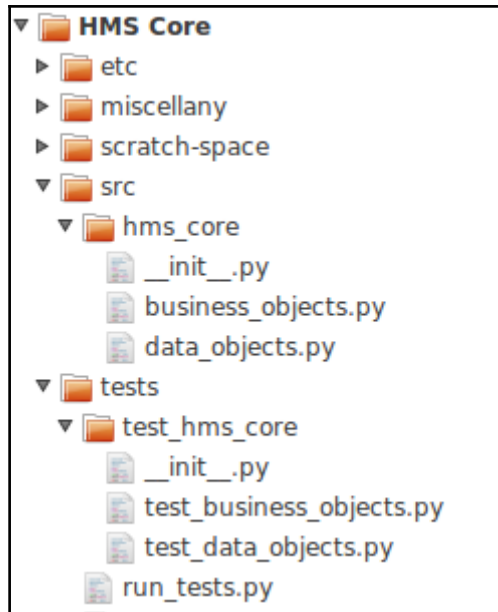 HMS Core
etc
miscellany
scratch-space
src
hms_core
__init__.py
business_objects.py
data_objects.py
tests
test_hms_core
__init__.py
test_business_objects.py
test_data_objects.py
run_tests.py